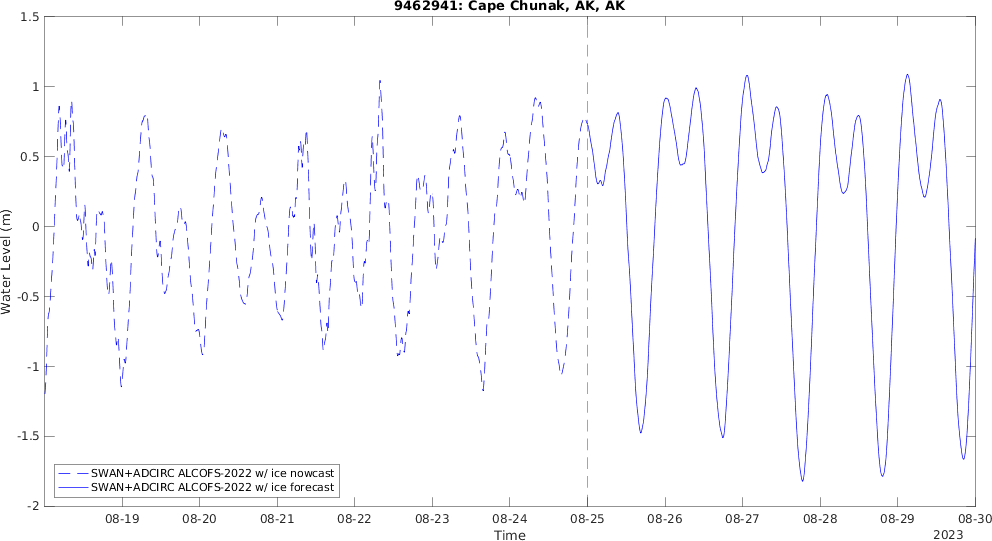 9462941: Cape Chunak, AK, AK
1.5
1
0.5
0
-0.5
-1
-1.5
-2
Water Level (m)
SWAN+ADCIRC ALCOFS-2022 w/ ice nowcast
SWAN+ADCIRC ALCOFS-2022 w/ ice forecast
08-19 08-20 08-21 08-22 08-23 08-24 08-25 08-26 08-27 08-28 08-29 08-30
Time
2023